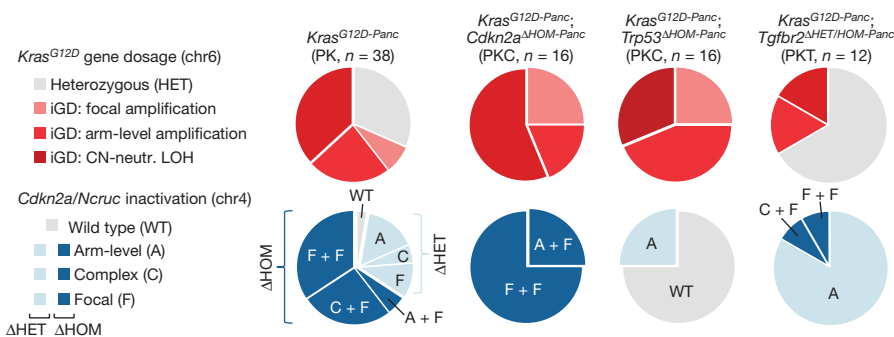 Kras^G12D gene dosage (chr6)
Heterozygous (HET)
iGD: focal amplification
iGD: arm-level amplification
iGD: CN-neutr. LOH
Kras^G12D-Panc
(PK, n = 38)
Kras^G12D-Panc;
Cdkn2a^ΔHOM-Panc
(PKC, n = 16)
Kras^G12D-Panc;
Trp53^ΔHOM-Panc
(PKC, n = 16)
Kras^G12D-Panc;
Tgfbr2^ΔHET/HOM-Panc
(PKT, n = 12)
Cdkn2a/Ncruc inactivation (chr4)
Wild type (WT)
Arm-level (A)
Complex (C)
Focal (F)
ΔHET ΔHOM
ΔHOM
WT
A
C
F
A + F
C + F
F + F
ΔHET
A + F
F + F
A
WT
F + F
C + F
A